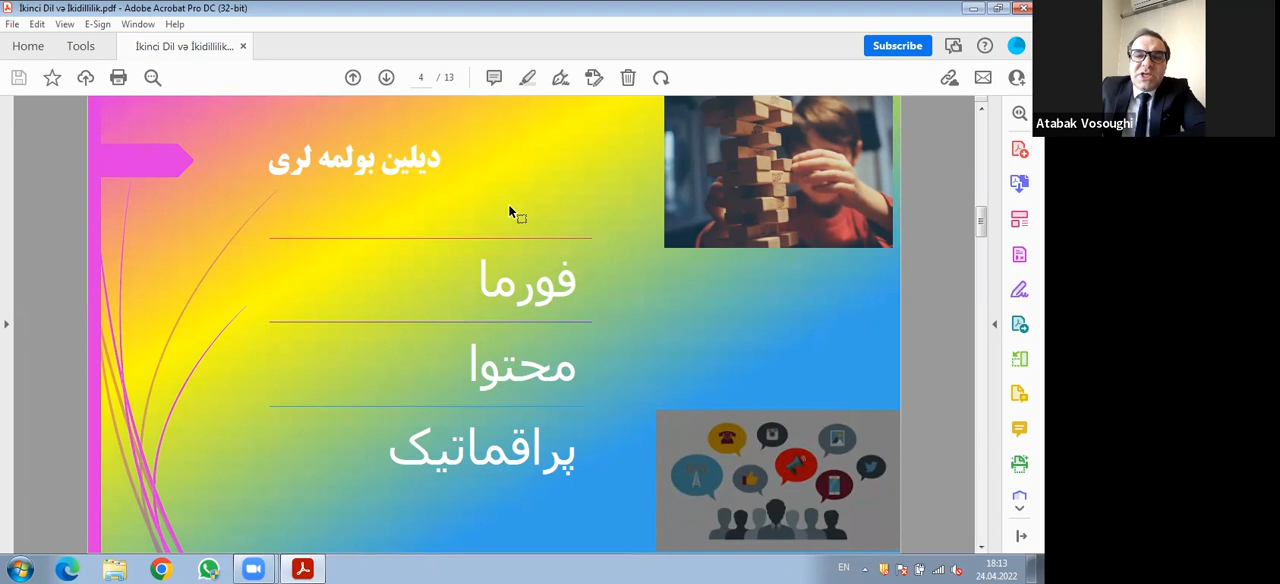 İkinci Dil və İkidillilik.pdf - Adobe Acrobat Pro DC (32-bit)
File Edit View E-Sign Window Help
Home Tools İkinci Dil və İkidillilik... ×
Subscribe
4 / 13
دیلین بولمه لری
فورما
محتوا
پراقماتیک
Atabak Vosoughi
EN 18:13
24.04.2022